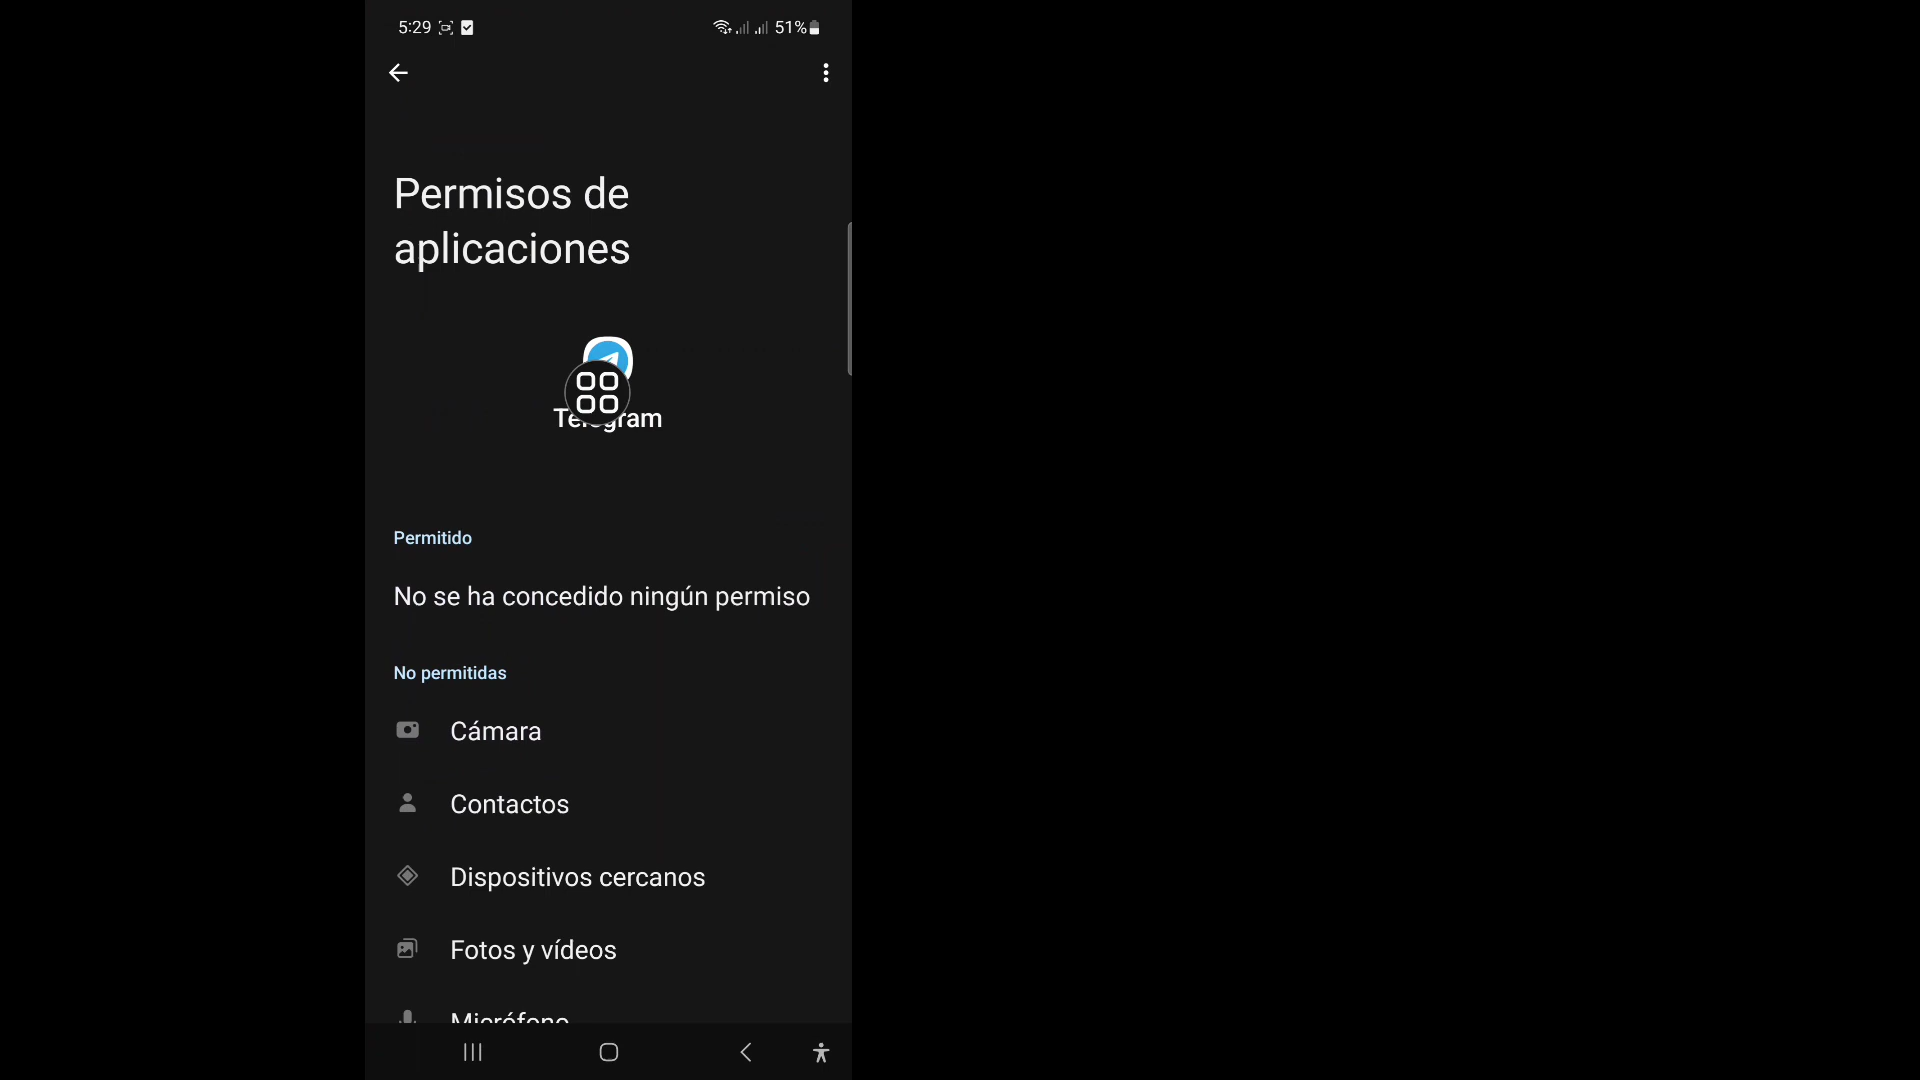 5:29
51%
Permisos de
aplicaciones
Telegram
Permitido
No se ha concedido ningún permiso
No permitidas
Cámara
Contactos
Dispositivos cercanos
Fotos y vídeos
Micrófono